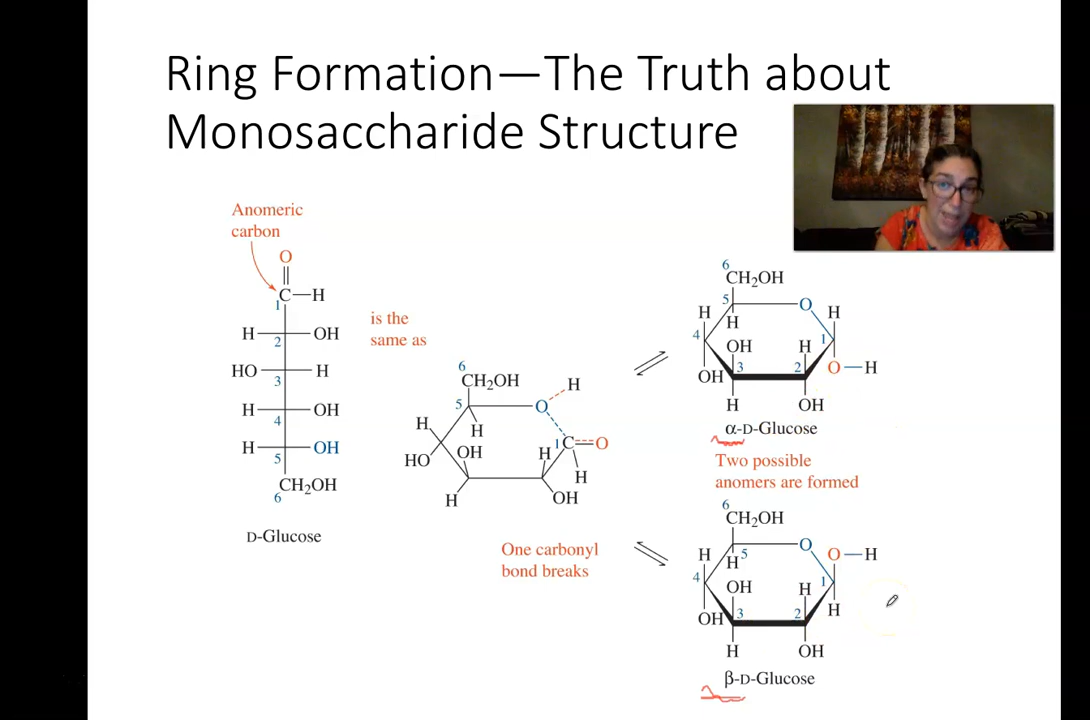 Ring Formation—The Truth about
Monosaccharide Structure
Anomeric
carbon
O
C—H
1
H OH
2
HO H
3
H OH
4
H OH
5
CH₂OH
6
D-Glucose
is the
same as
6
CH₂OH
H
5
O
H
H
1
C
O
HO
OH
H
H
H
OH
One carbonyl
bond breaks
6
CH₂OH
5
O
H
H
H
4
OH
H
1
3
2
O—H
OH
H
OH
α-D-Glucose
Two possible
anomers are formed
6
CH₂OH
O
O—H
H
H
5
4
OH
H
1
H
OH
3
2
H
OH
β-D-Glucose